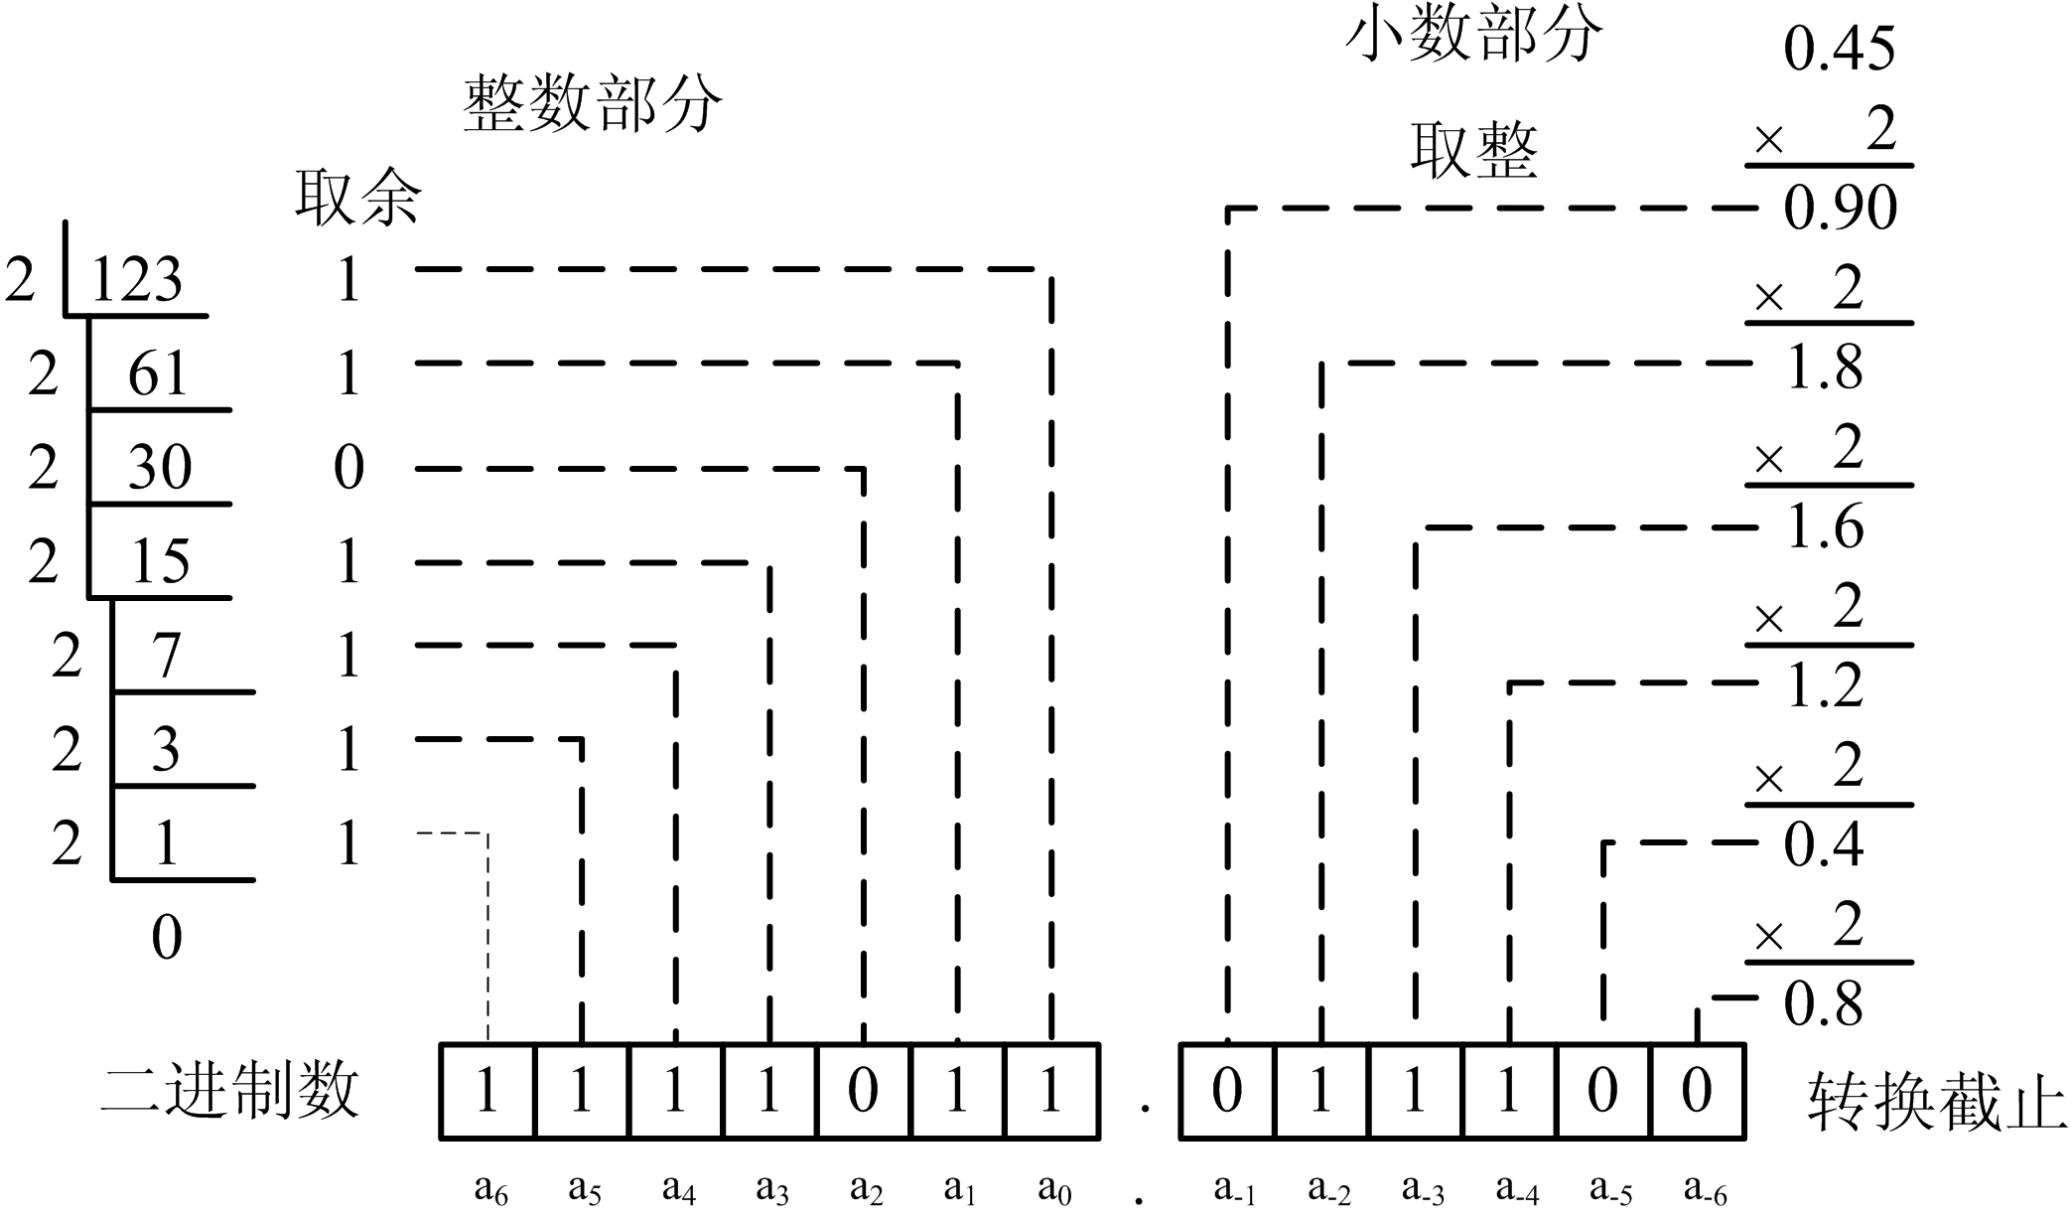 整数部分
取余
2 123 1
2 61 1
2 30 0
2 15 1
2 7 1
2 3 1
2 1 1
0
小数部分 0.45
取整 × 2
0.90
× 2
1.8
× 2
1.6
× 2
1.2
× 2
0.4
× 2
0.8
二进制数 1 1 1 1 0 1 1 . 0 1 1 1 0 0 转换截止
a6 a5 a4 a3 a2 a1 a0 . a-1 a-2 a-3 a-4 a-5 a-6